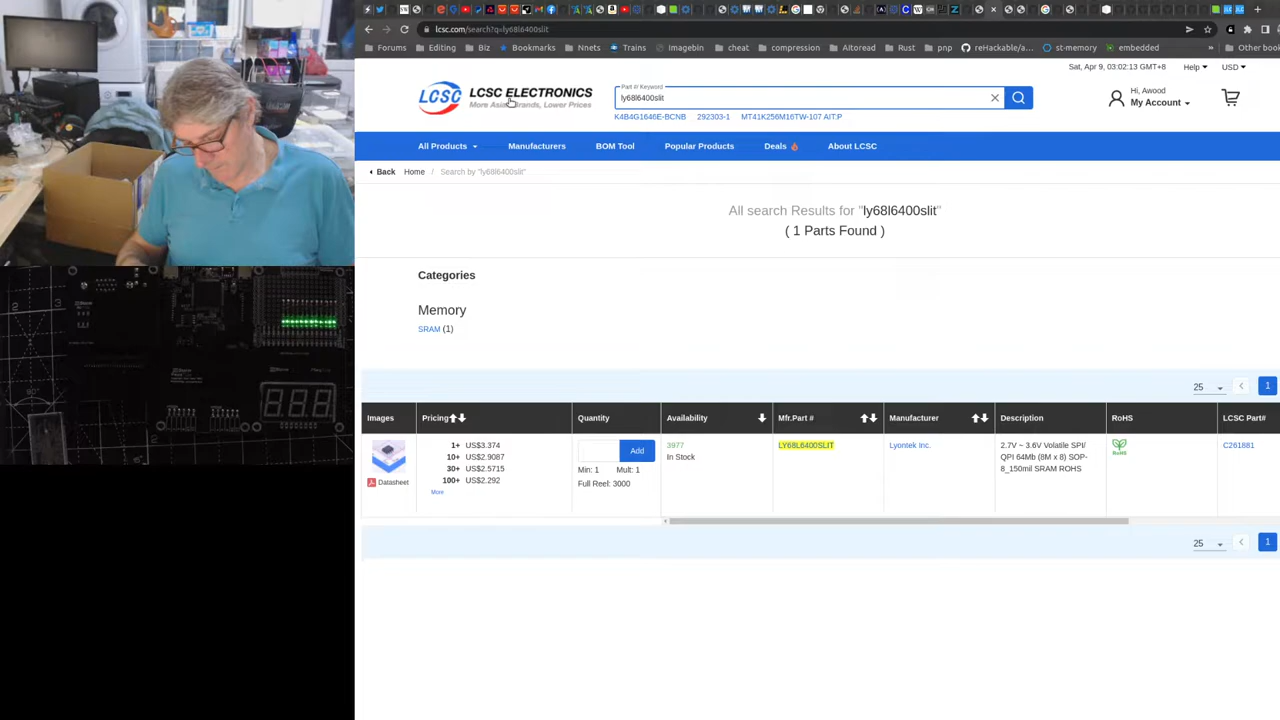 lcsc.com/search?q=ly68l6400slit
Forums Editing Biz Bookmarks Nnets Trains Imagebin cheat compression AItoread Rust pnp reHackable/a... st-memory embedded » Other book
Sat, Apr 9, 03:02:13 GMT+8 Help USD
LCSC LCSC ELECTRONICS
More Asian Brands, Lower Prices
Part #/ Keyword
ly68l6400slit
K4B4G1646E-BCNB 292303-1 MT41K256M16TW-107 AIT:P
Hi, Awood
My Account
All Products Manufacturers BOM Tool Popular Products Deals About LCSC
Back Home / Search by "ly68l6400slit"
All search Results for "ly68l6400slit"
( 1 Parts Found )
Categories
Memory
SRAM (1)
25 1
Images Pricing Quantity Availability Mfr.Part # Manufacturer Description RoHS LCSC Part#
1+ US$3.374
10+ US$2.9087
30+ US$2.5715
100+ US$2.292
More
Datasheet
Add
Min: 1 Mult: 1
Full Reel: 3000
3977
In Stock
LY68L6400SLIT
Lyontek Inc.
2.7V ~ 3.6V Volatile SPI/
QPI 64Mb (8M x 8) SOP-
8_150mil SRAM ROHS
RoHS
C261881
25 1